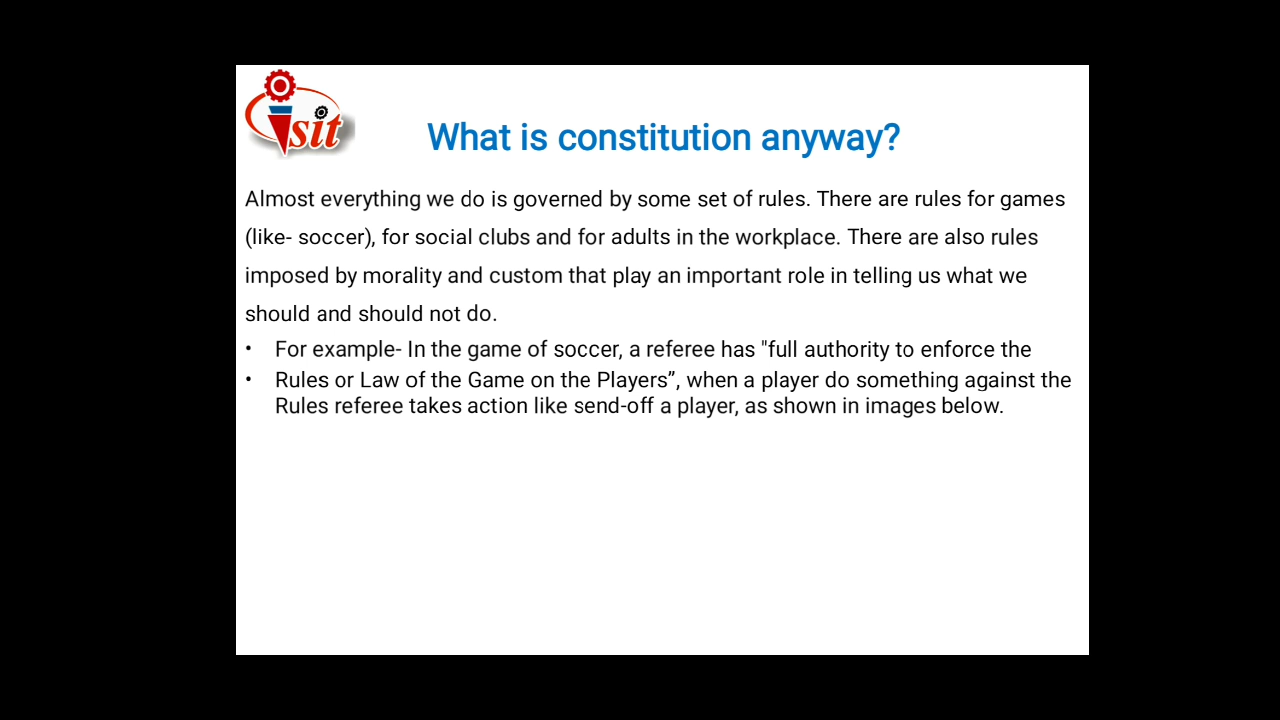 sit
What is constitution anyway?
Almost everything we do is governed by some set of rules. There are rules for games
(like- soccer), for social clubs and for adults in the workplace. There are also rules
imposed by morality and custom that play an important role in telling us what we
should and should not do.
• For example- In the game of soccer, a referee has "full authority to enforce the
• Rules or Law of the Game on the Players”, when a player do something against the
Rules referee takes action like send-off a player, as shown in images below.